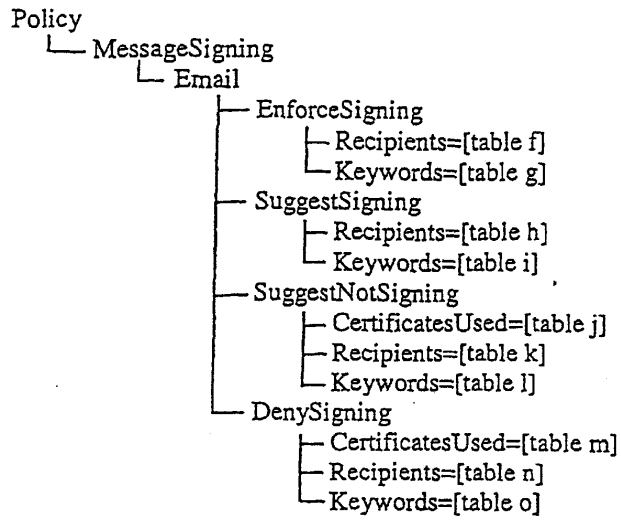 Policy
MessageSigning
Email
EnforceSigning
Recipients=[table f]
Keywords=[table g]
SuggestSigning
Recipients=[table h]
Keywords=[table i]
SuggestNotSigning
CertificatesUsed=[table j]
Recipients=[table k]
Keywords=[table l]
DenySigning
CertificatesUsed=[table m]
Recipients=[table n]
Keywords=[table o]